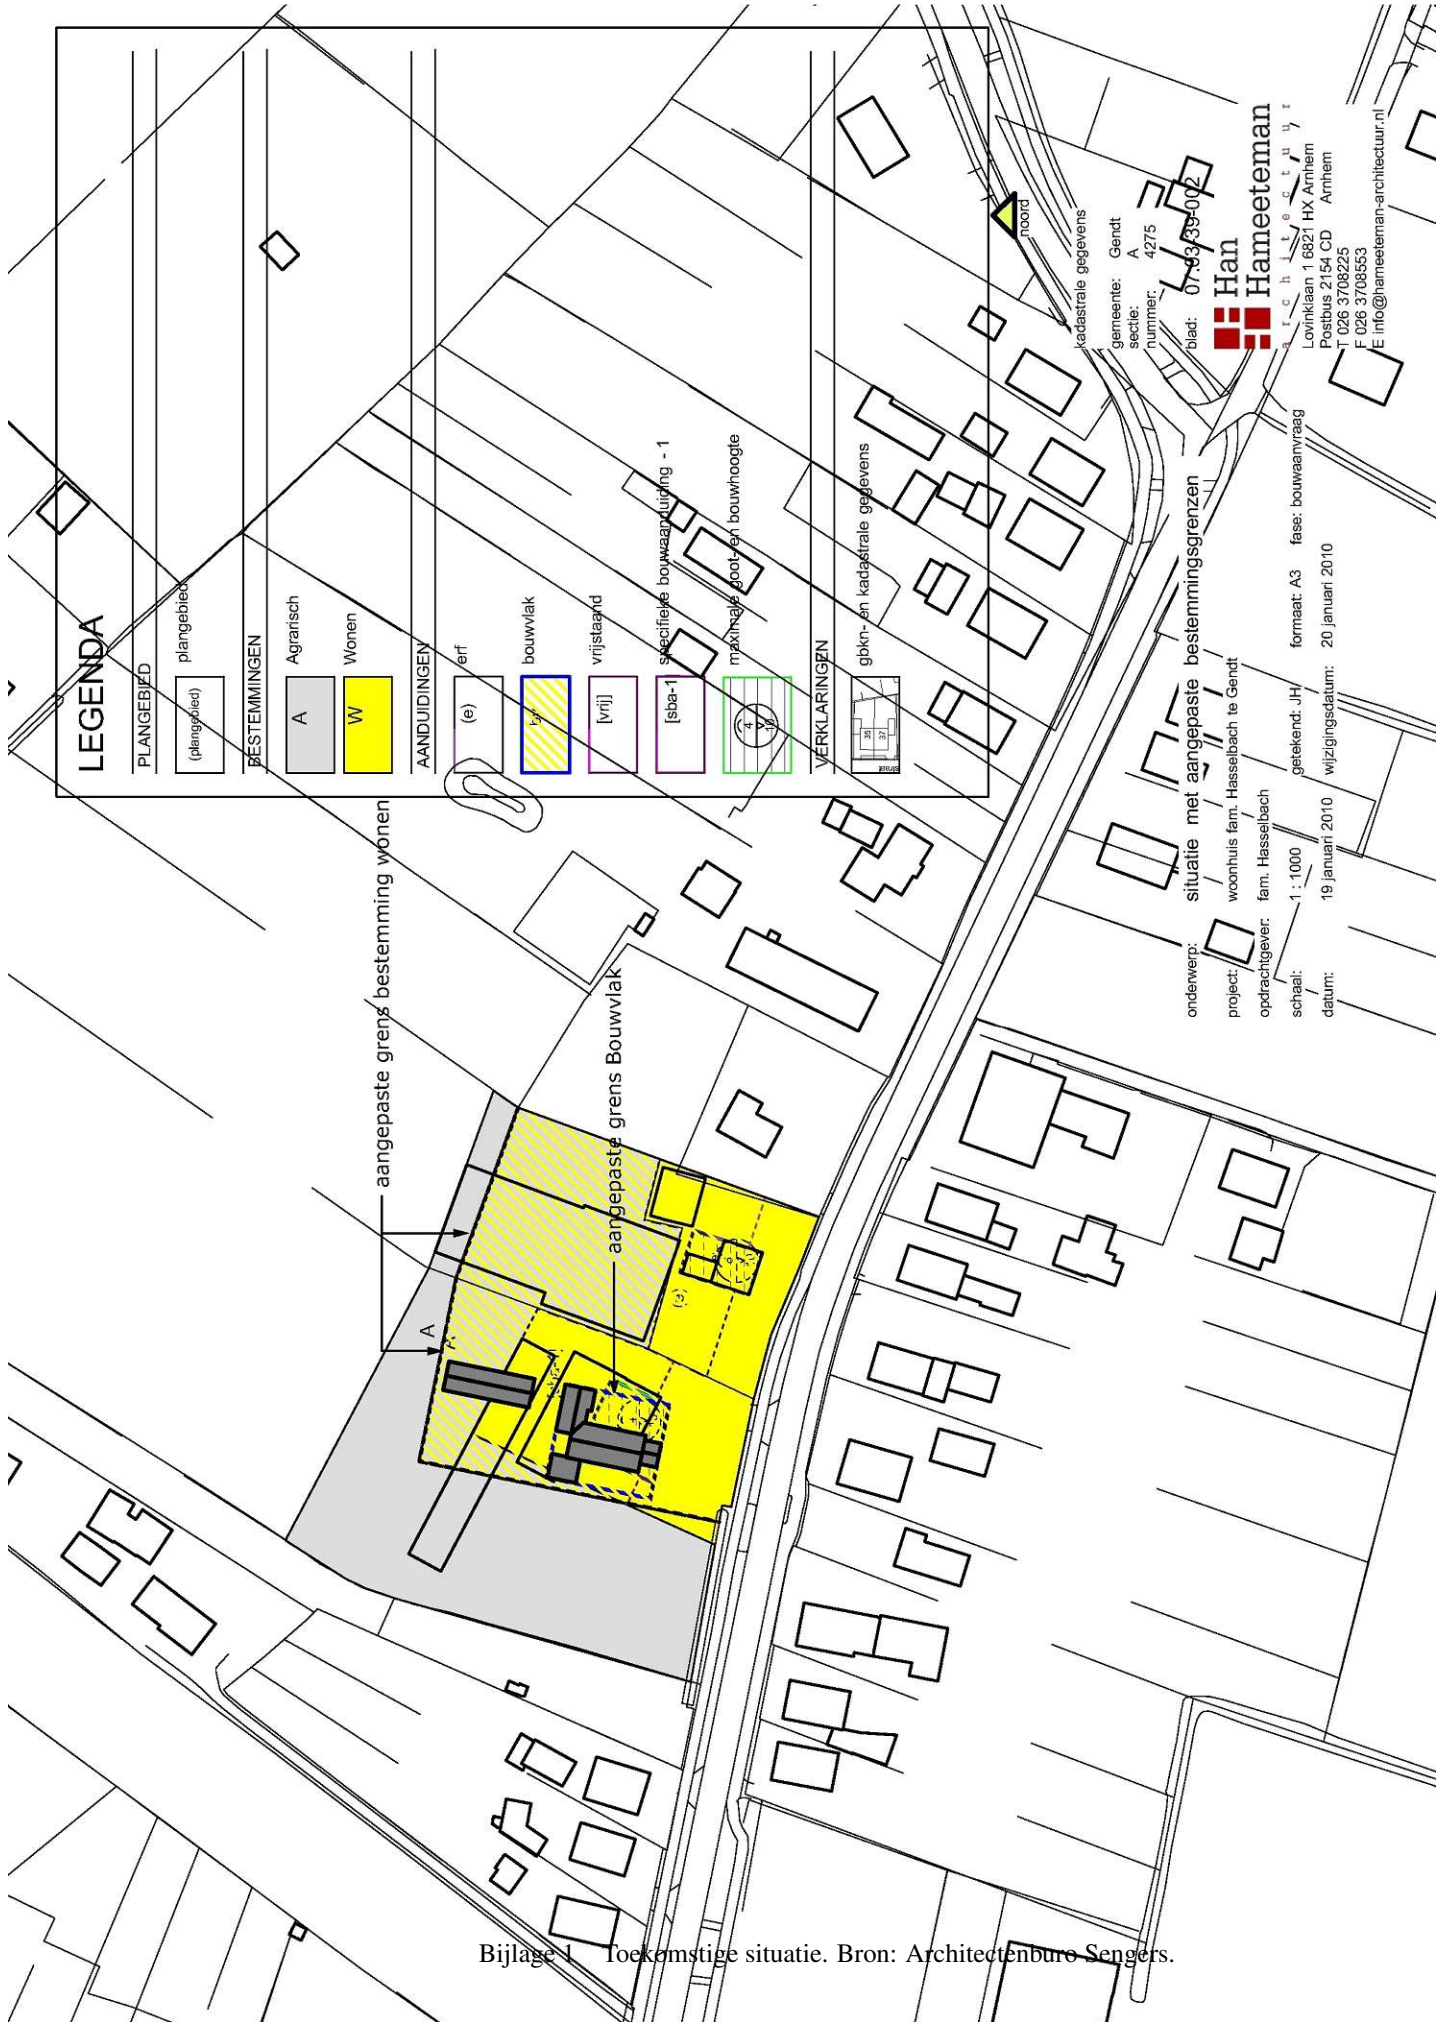 LEGENDA
PLANGEBIED
(plangebied) plangebied
BESTEMMINGEN
A Agrarisch
W Wonen
AANDUIDINGEN
(e) erf
bouwvlak
[vrij] vrijstaand
[sba-1] specifieke bouwaanduiding - 1
4 10 maximale goot- en bouwhoogte
VERKLARINGEN
straat 35 37 gbkn- en kadastrale gegevens
aangepaste grens bestemming wonen
aangepaste grens Bouwvlak
A
(e)
noord
kadastrale gegevens
gemeente: Gendt
sectie: A
nummer: 4275
blad: 07.03-39-002
Han
Hameeteman
architectuur
Lovinklaan 1 6821 HX Arnhem
Postbus 2154 CD Arnhem
T 026 3708225
F 026 3708553
E info@hameeteman-architectuur.nl
onderwerp: situatie met aangepaste bestemmingsgrenzen
project: woonhuis fam. Hasselbach te Gendt
opdrachtgever: fam. Hasselbach
schaal: 1 : 1000 getekend: JH formaat: A3 fase: bouwaanvraag
datum: 19 januari 2010 wijzigingsdatum: 20 januari 2010
Bijlage 1 Toekomstige situatie. Bron: Architectenburo Sengers.